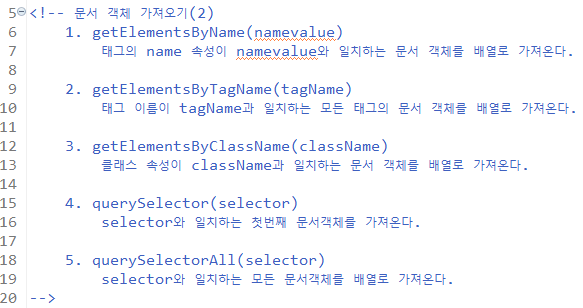 5 <!-- 문서 객체 가져오기(2)
6 1. getElementsByName(namevalue)
7 태그의 name 속성이 namevalue와 일치하는 문서 객체를 배열로 가져온다.
8
9 2. getElementsByTagName(tagName)
10 태그 이름이 tagName과 일치하는 모든 태그의 문서 객체를 배열로 가져온다.
11
12 3. getElementsByClassName(className)
13 클래스 속성이 className과 일치하는 문서 객체를 배열로 가져온다.
14
15 4. querySelector(selector)
16 selector와 일치하는 첫번째 문서객체를 가져온다.
17
18 5. querySelectorAll(selector)
19 selector와 일치하는 모든 문서객체를 배열로 가져온다.
20 -->